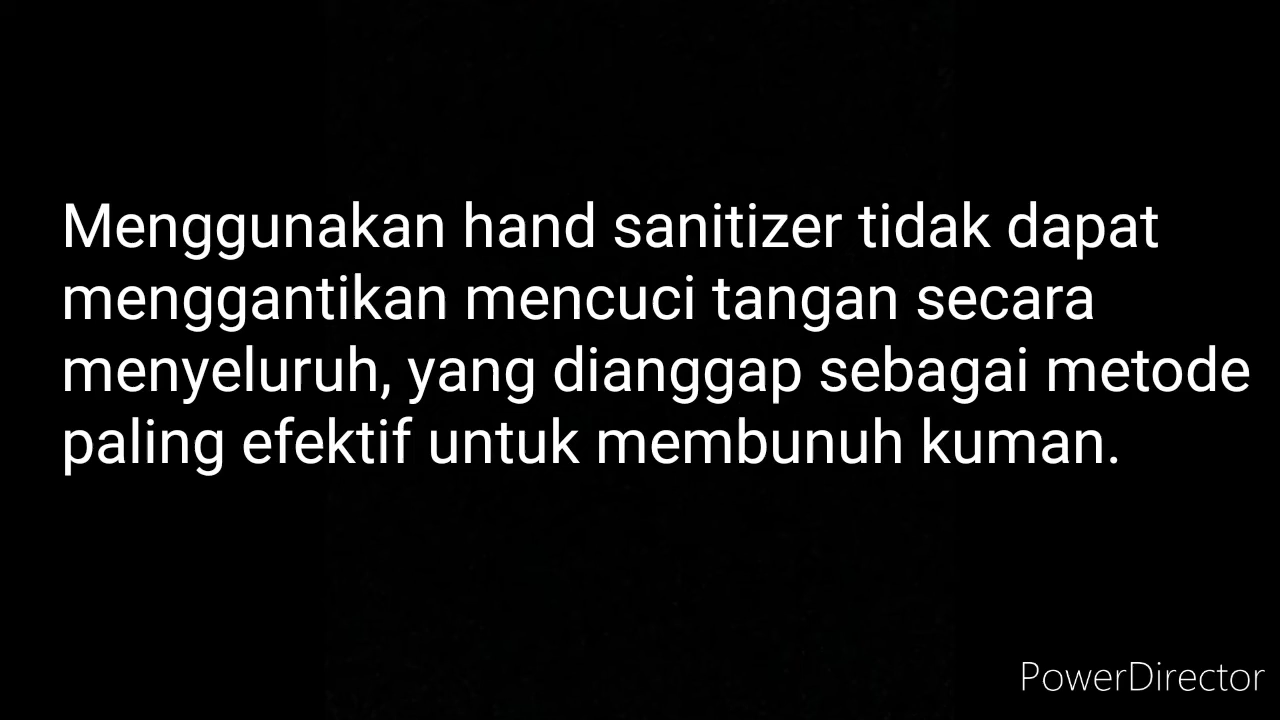 Menggunakan hand sanitizer tidak dapat
menggantikan mencuci tangan secara
menyeluruh, yang dianggap sebagai metode
paling efektif untuk membunuh kuman.
PowerDirector